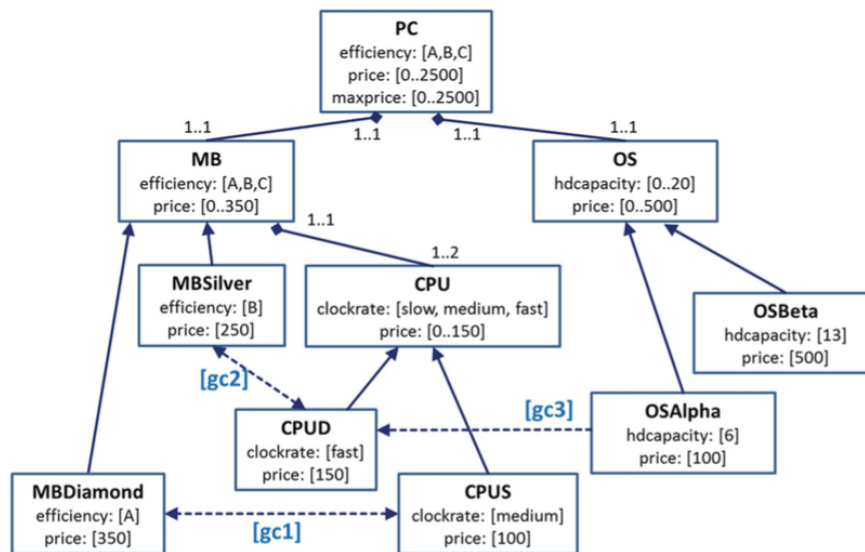 PC
efficiency: [A,B,C]
price: [0..2500]
maxprice: [0..2500]
1..1
1..1
1..1
1..1
MB
efficiency: [A,B,C]
price: [0..350]
OS
hdcapacity: [0..20]
price: [0..500]
1..1
1..2
MBSilver
efficiency: [B]
price: [250]
CPU
clockrate: [slow, medium, fast]
price: [0..150]
OSBeta
hdcapacity: [13]
price: [500]
[gc2]
[gc3]
CPUD
clockrate: [fast]
price: [150]
OSAlpha
hdcapacity: [6]
price: [100]
MBDiamond
efficiency: [A]
price: [350]
[gc1]
CPUS
clockrate: [medium]
price: [100]